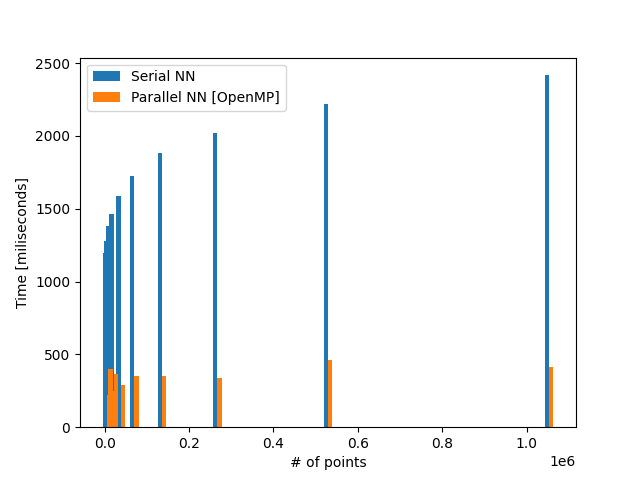 Serial NN
Parallel NN [OpenMP]
Time [miliseconds]
2500
2000
1500
1000
500
0
0.0 0.2 0.4 0.6 0.8 1.0
1e6
# of points